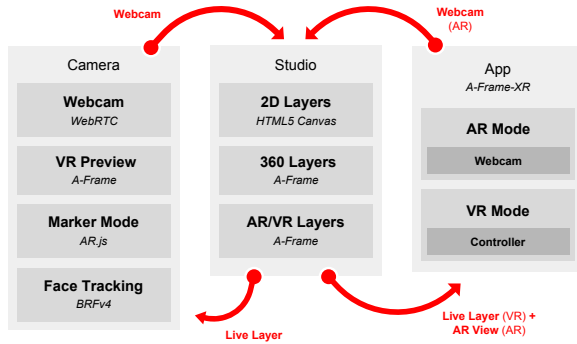 Webcam
Webcam
(AR)
Camera
Webcam
WebRTC
VR Preview
A-Frame
Marker Mode
AR.js
Face Tracking
BRFv4
Studio
2D Layers
HTML5 Canvas
360 Layers
A-Frame
AR/VR Layers
A-Frame
App
A-Frame-XR
AR Mode
Webcam
VR Mode
Controller
Live Layer
Live Layer (VR) +
AR View (AR)